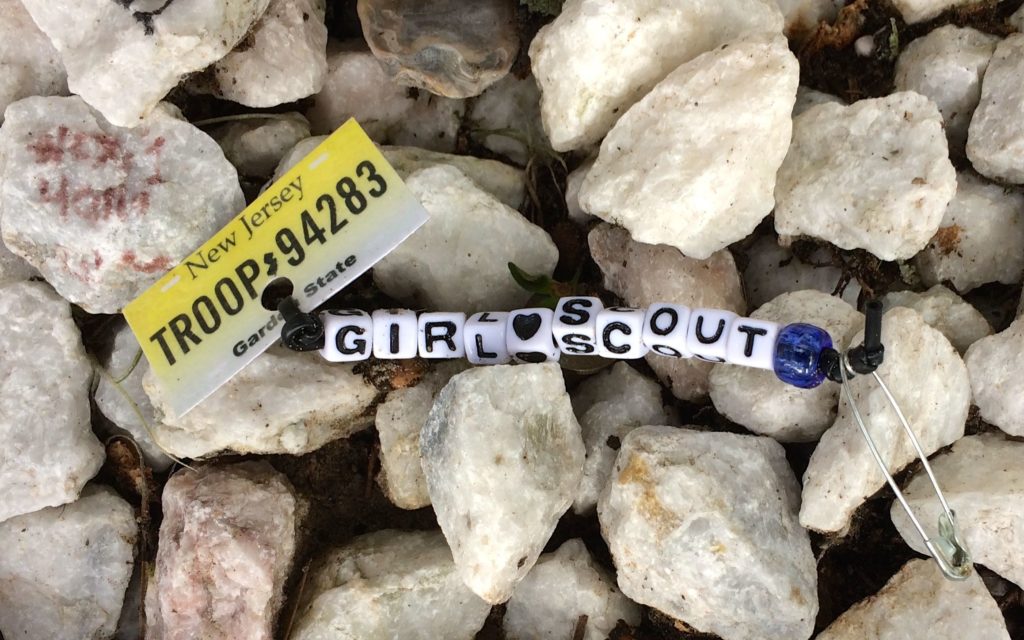 New Jersey
TROOP 94283
Garden State
GIRL♥SCOUT